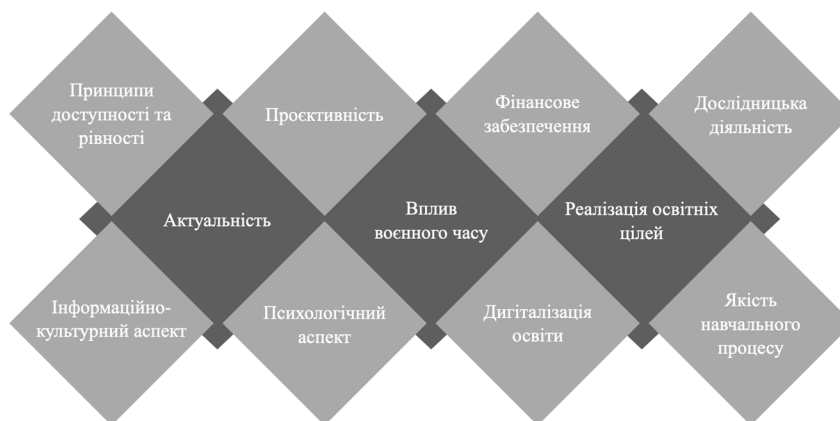 Принципи
доступності та
рівності
Проєктивність
Фінансове
забезпечення
Дослідницька
діяльність
Актуальність
Вплив
воєнного часу
Реалізація освітніх
цілей
Інформаційно-
культурний аспект
Психологічний
аспект
Дигіталізація
освіти
Якість
навчального
процесу